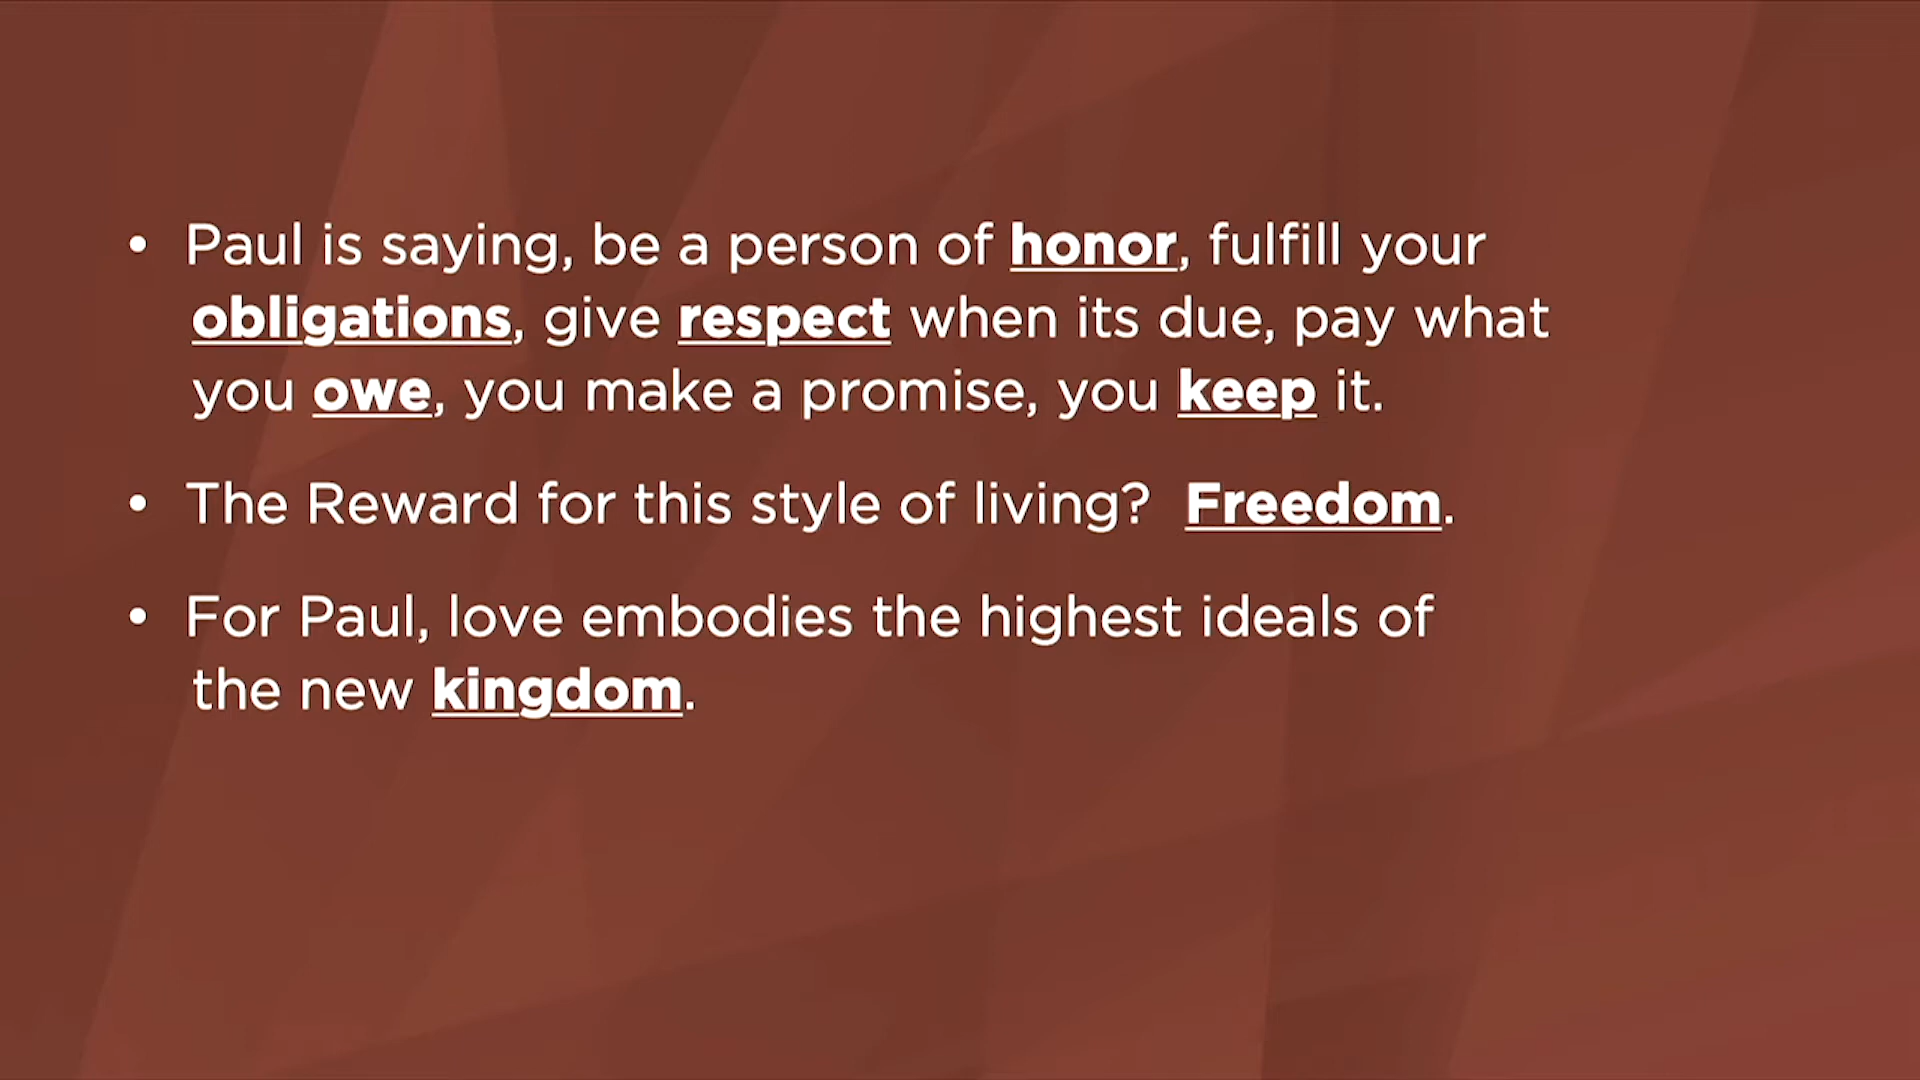 • Paul is saying, be a person of honor, fulfill your
obligations, give respect when its due, pay what
you owe, you make a promise, you keep it.
• The Reward for this style of living? Freedom.
• For Paul, love embodies the highest ideals of
the new kingdom.